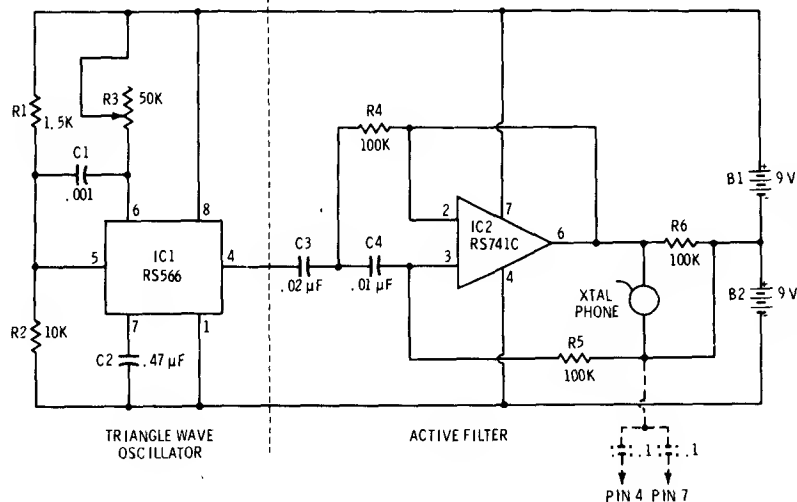 R1
1.5K
R3
50K
C1
.001
6
8
5
IC1
RS566
4
7
1
R2
10K
C2
.47 µF
C3
.02 µF
C4
.01 µF
R4
100K
2
3
IC2
RS741C
7
6
4
R6
100K
R5
100K
XTAL
PHONE
B1
+
9 V
B2
+
9 V
.1
.1
PIN 4 PIN 7
TRIANGLE WAVE
OSCILLATOR
ACTIVE FILTER